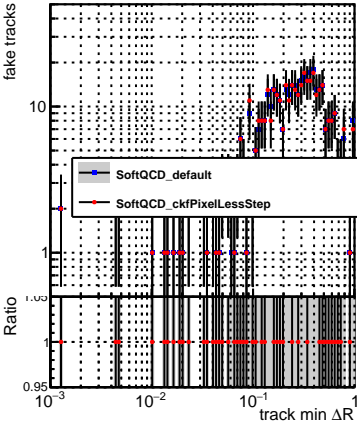 fake tracks
10
SoftQCD_default
SoftQCD_ckfPixelLessStep
1
Ratio
1.05
1
0.95
10⁻³ 10⁻² 10⁻¹ 1
track min ΔR